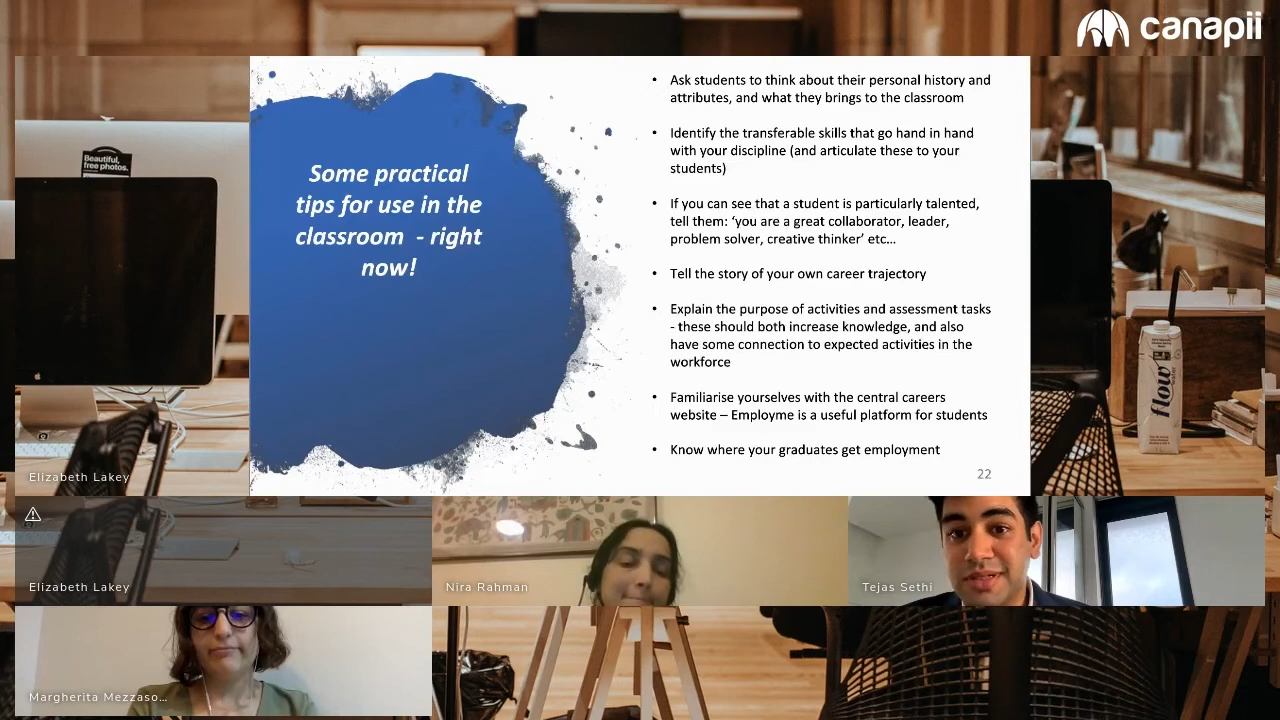 canapii
Beautiful,
free photos.
Some practical
tips for use in the
classroom - right
now!
• Ask students to think about their personal history and
attributes, and what they brings to the classroom
• Identify the transferable skills that go hand in hand
with your discipline (and articulate these to your
students)
• If you can see that a student is particularly talented,
tell them: ‘you are a great collaborator, leader,
problem solver, creative thinker’ etc...
• Tell the story of your own career trajectory
• Explain the purpose of activities and assessment tasks
- these should both increase knowledge, and also
have some connection to expected activities in the
workforce
• Familiarise yourselves with the central careers
website – Employme is a useful platform for students
• Know where your graduates get employment
22
flow
Elizabeth Lakey
Elizabeth Lakey
Nira Rahman
Tejas Sethi
Margherita Mezzaso...